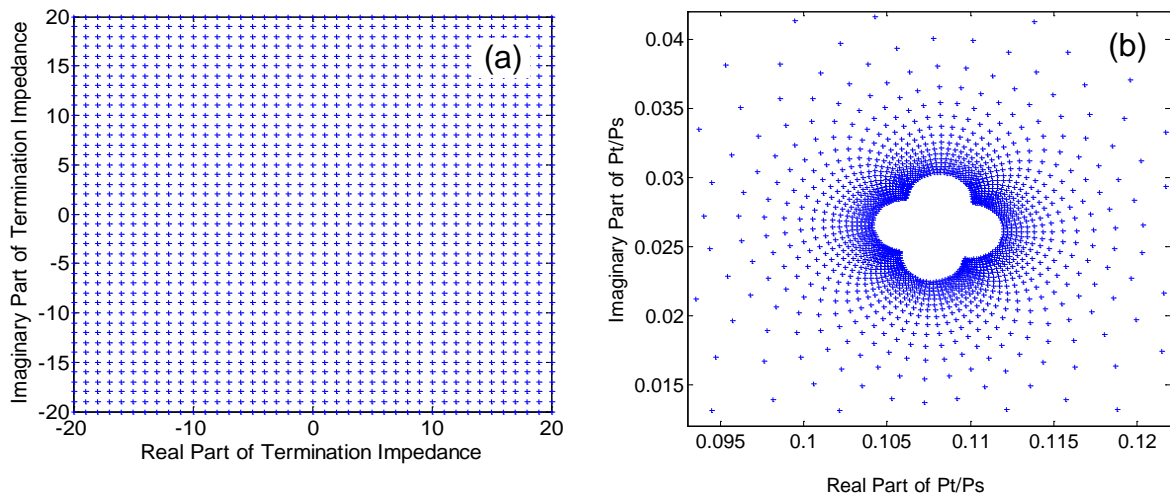 (a)
Imaginary Part of Termination Impedance
20
15
10
5
0
-5
-10
-15
-20
-20 -10 0 10 20
Real Part of Termination Impedance
(b)
Imaginary Part of Pt/Ps
0.04
0.035
0.03
0.025
0.02
0.015
0.095 0.1 0.105 0.11 0.115 0.12
Real Part of Pt/Ps